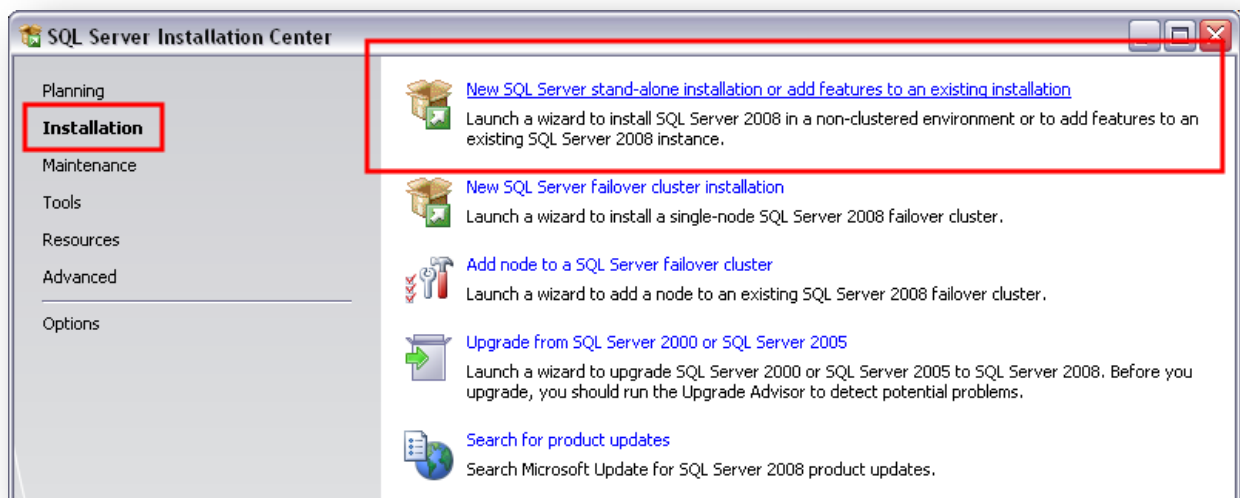 SQL Server Installation Center
Planning
Installation
Maintenance
Tools
Resources
Advanced
Options
New SQL Server stand-alone installation or add features to an existing installation
Launch a wizard to install SQL Server 2008 in a non-clustered environment or to add features to an
existing SQL Server 2008 instance.
New SQL Server failover cluster installation
Launch a wizard to install a single-node SQL Server 2008 failover cluster.
Add node to a SQL Server failover cluster
Launch a wizard to add a node to an existing SQL Server 2008 failover cluster.
Upgrade from SQL Server 2000 or SQL Server 2005
Launch a wizard to upgrade SQL Server 2000 or SQL Server 2005 to SQL Server 2008. Before you
upgrade, you should run the Upgrade Advisor to detect potential problems.
Search for product updates
Search Microsoft Update for SQL Server 2008 product updates.